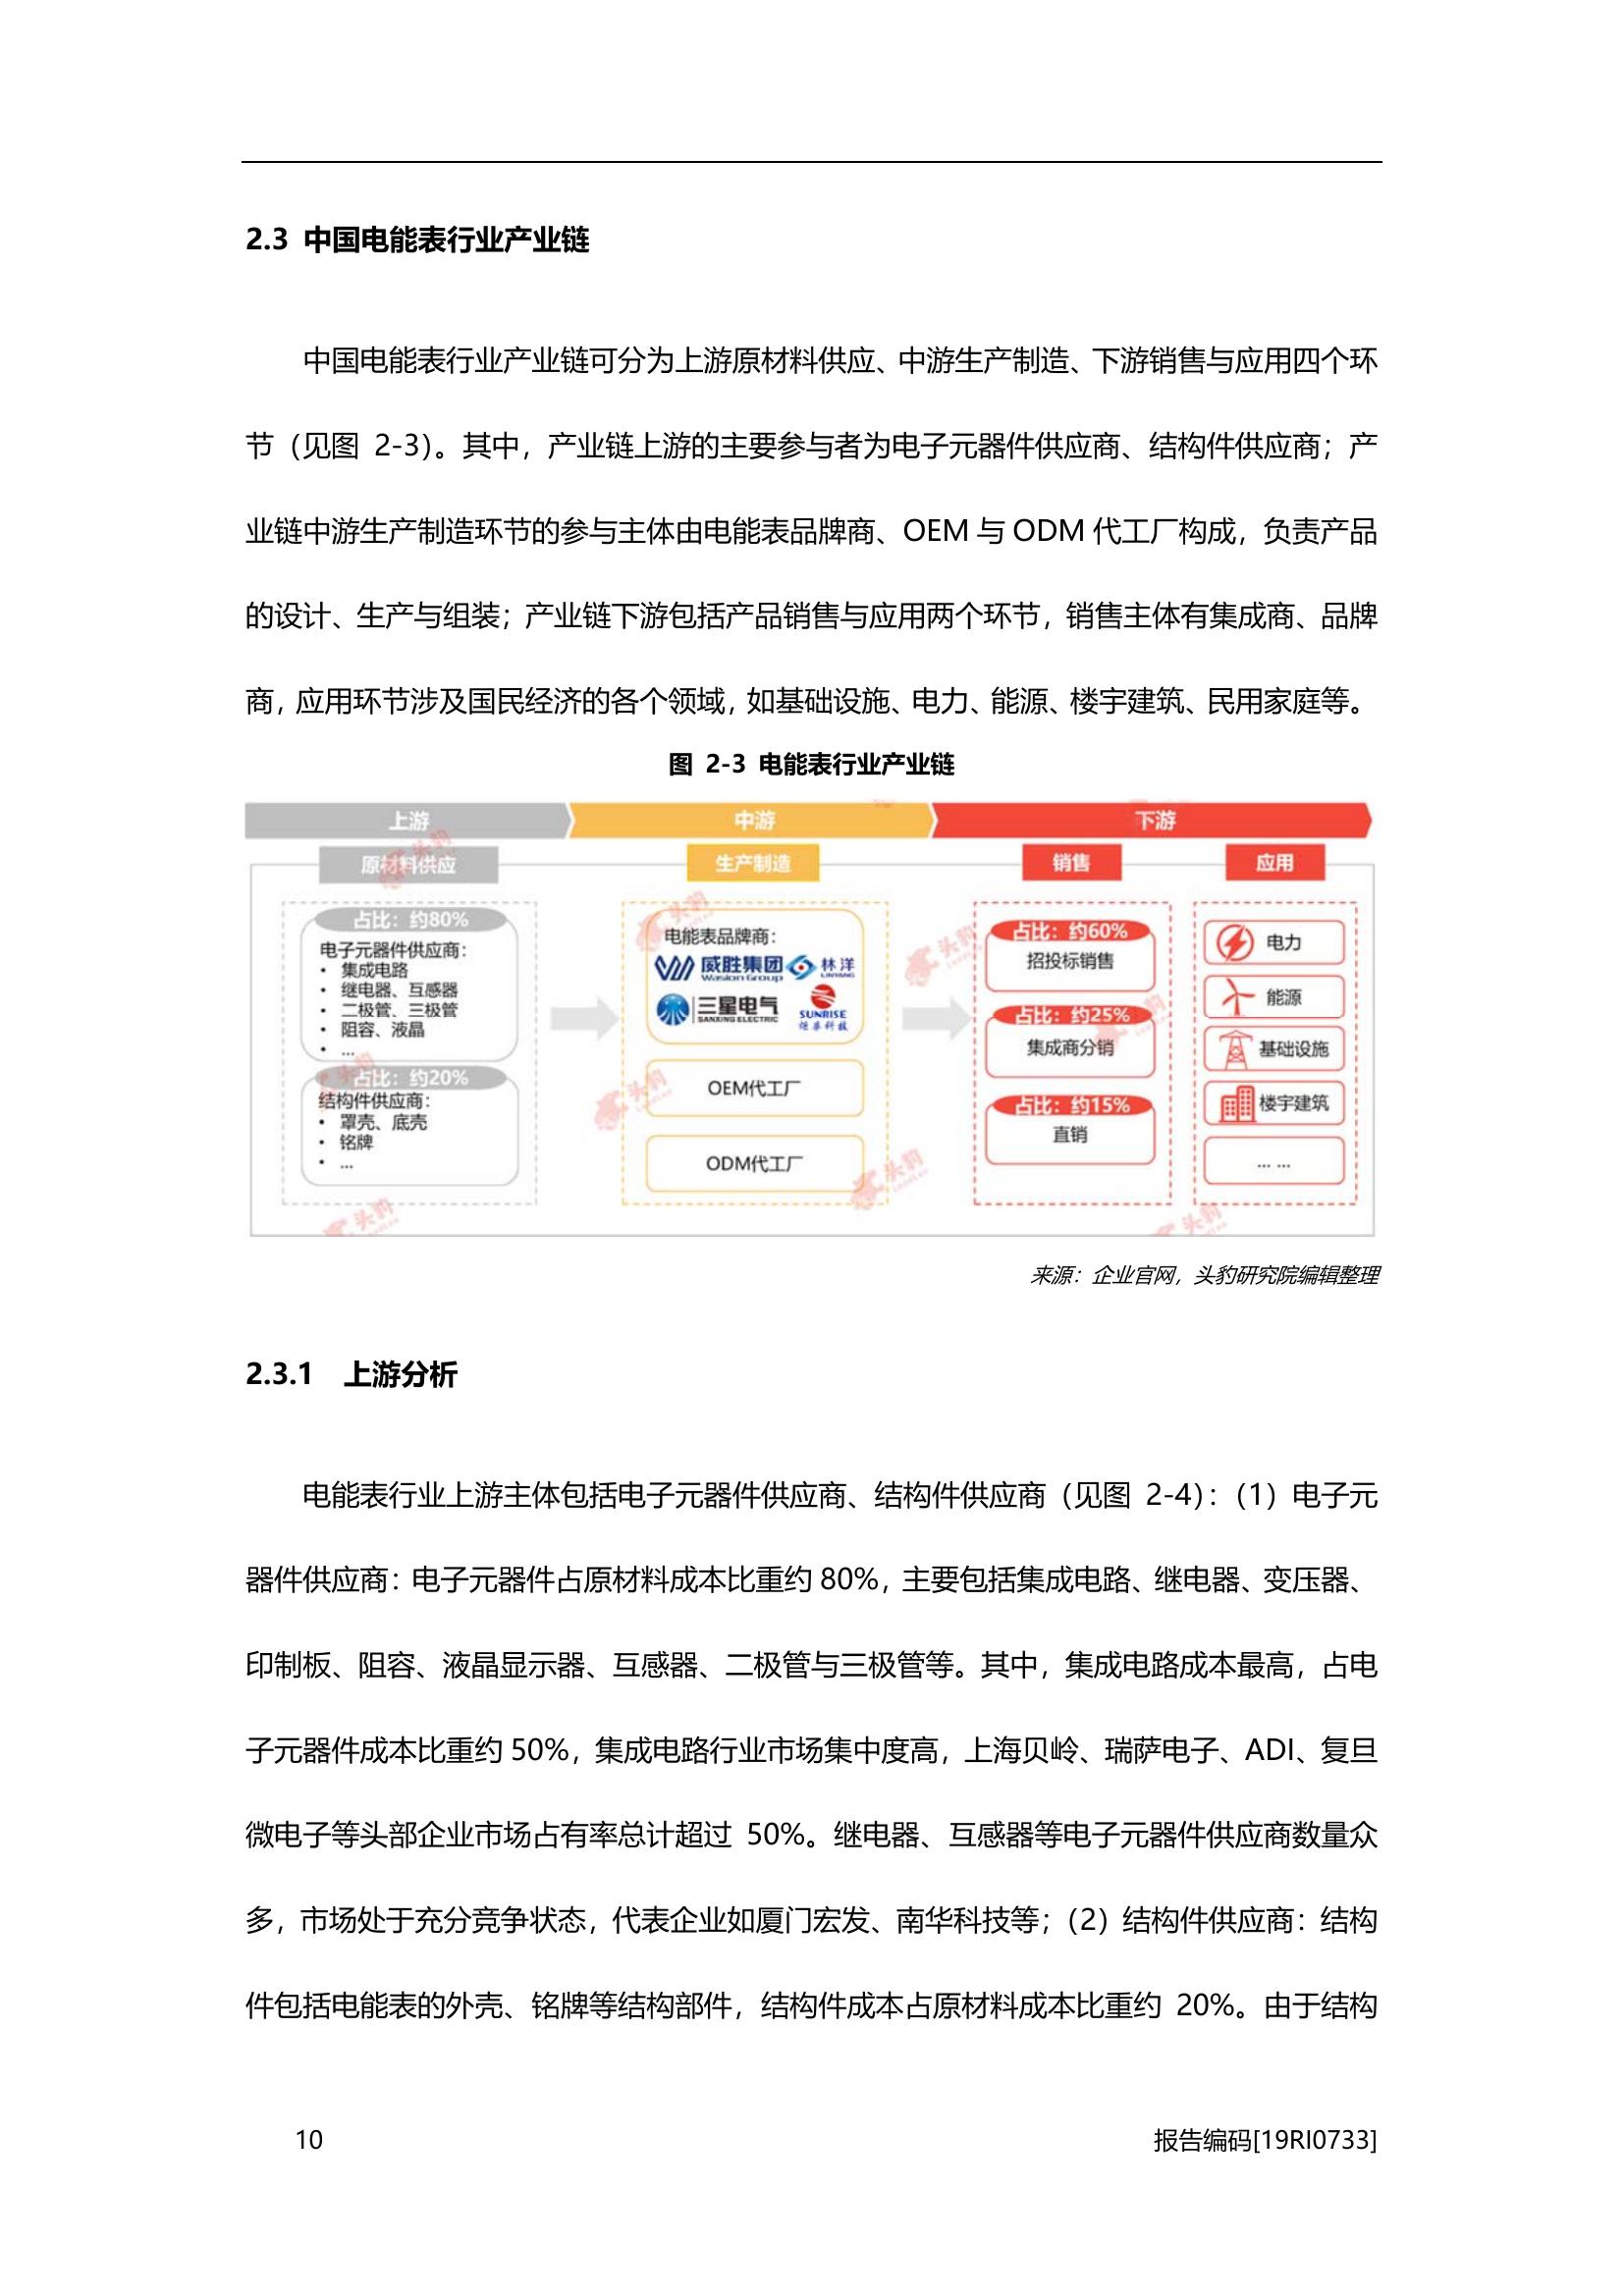 2.3 中国电能表行业产业链
中国电能表行业产业链可分为上游原材料供应、中游生产制造、下游销售与应用四个环
节（见图 2-3）。其中，产业链上游的主要参与者为电子元器件供应商、结构件供应商；产
业链中游生产制造环节的参与主体由电能表品牌商、OEM 与 ODM 代工厂构成，负责产品
的设计、生产与组装；产业链下游包括产品销售与应用两个环节，销售主体有集成商、品牌
商，应用环节涉及国民经济的各个领域，如基础设施、电力、能源、楼宇建筑、民用家庭等。
图 2-3 电能表行业产业链
上游
中游
下游
原材料供应
生产制造
销售
应用
占比：约80%
电子元器件供应商：
• 集成电路
• 继电器、互感器
• 二极管、三极管
• 阻容、液晶
• ...
占比：约20%
结构件供应商：
• 罩壳、底壳
• 铭牌
• ...
电能表品牌商：
威胜集团
Wasion Group
林洋
LINYANG
三星电气
SANXING ELECTRIC
SUNRISE
恒业科技
OEM代工厂
ODM代工厂
占比：约60%
招投标销售
占比：约25%
集成商分销
占比：约15%
直销
电力
能源
基础设施
楼宇建筑
... ...
来源：企业官网，头豹研究院编辑整理
2.3.1 上游分析
电能表行业上游主体包括电子元器件供应商、结构件供应商（见图 2-4）：（1）电子元
器件供应商：电子元器件占原材料成本比重约 80%，主要包括集成电路、继电器、变压器、
印制板、阻容、液晶显示器、互感器、二极管与三极管等。其中，集成电路成本最高，占电
子元器件成本比重约 50%，集成电路行业市场集中度高，上海贝岭、瑞萨电子、ADI、复旦
微电子等头部企业市场占有率总计超过 50%。继电器、互感器等电子元器件供应商数量众
多，市场处于充分竞争状态，代表企业如厦门宏发、南华科技等；（2）结构件供应商：结构
件包括电能表的外壳、铭牌等结构部件，结构件成本占原材料成本比重约 20%。由于结构
10
报告编码[19RI0733]